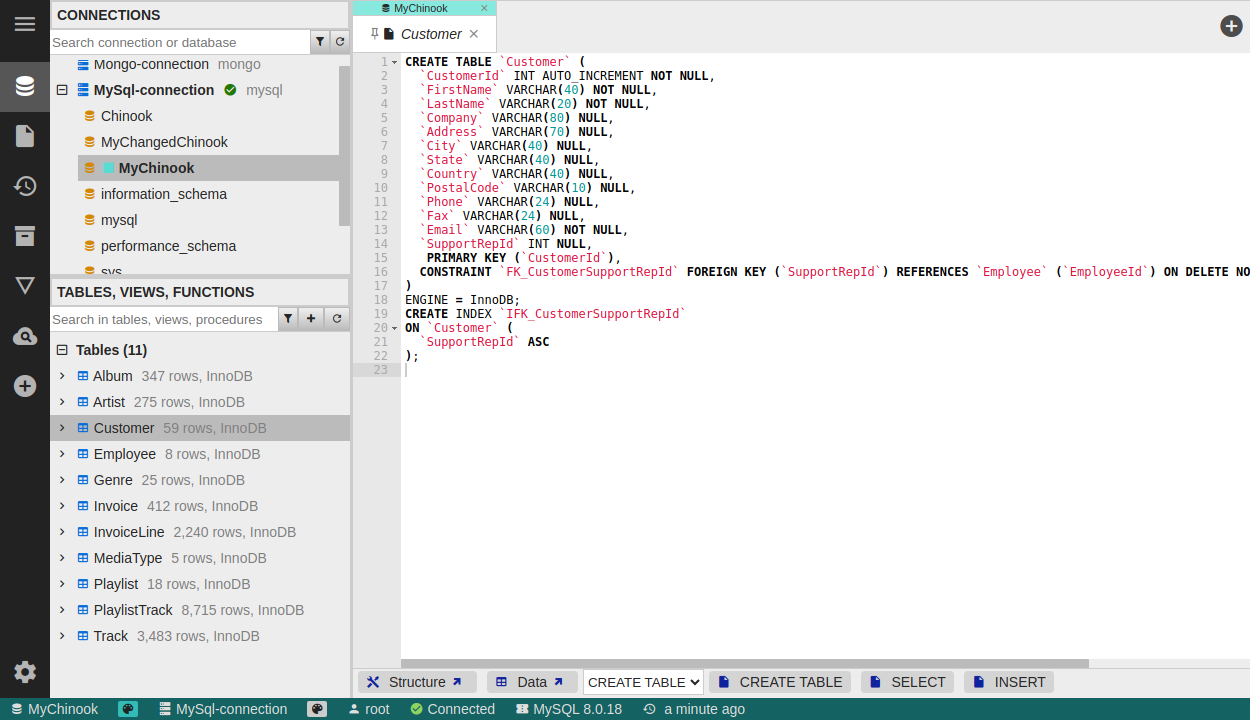 CONNECTIONS
Search connection or database
Mongo-connection mongo
MySql-connection mysql
Chinook
MyChangedChinook
MyChinook
information_schema
mysql
performance_schema
sys
TABLES, VIEWS, FUNCTIONS
Search in tables, views, procedures
Tables (11)
Album 347 rows, InnoDB
Artist 275 rows, InnoDB
Customer 59 rows, InnoDB
Employee 8 rows, InnoDB
Genre 25 rows, InnoDB
Invoice 412 rows, InnoDB
InvoiceLine 2,240 rows, InnoDB
MediaType 5 rows, InnoDB
Playlist 18 rows, InnoDB
PlaylistTrack 8,715 rows, InnoDB
Track 3,483 rows, InnoDB
MyChinook
Customer
1 CREATE TABLE `Customer` (
2 `CustomerId` INT AUTO_INCREMENT NOT NULL,
3 `FirstName` VARCHAR(40) NOT NULL,
4 `LastName` VARCHAR(20) NOT NULL,
5 `Company` VARCHAR(80) NULL,
6 `Address` VARCHAR(70) NULL,
7 `City` VARCHAR(40) NULL,
8 `State` VARCHAR(40) NULL,
9 `Country` VARCHAR(40) NULL,
10 `PostalCode` VARCHAR(10) NULL,
11 `Phone` VARCHAR(24) NULL,
12 `Fax` VARCHAR(24) NULL,
13 `Email` VARCHAR(60) NOT NULL,
14 `SupportRepId` INT NULL,
15 PRIMARY KEY (`CustomerId`),
16 CONSTRAINT `FK_CustomerSupportRepId` FOREIGN KEY (`SupportRepId`) REFERENCES `Employee` (`EmployeeId`) ON DELETE NO
17 )
18 ENGINE = InnoDB;
19 CREATE INDEX `IFK_CustomerSupportRepId`
20 ON `Customer` (
21 `SupportRepId` ASC
22 );
23
Structure Data CREATE TABLE CREATE TABLE SELECT INSERT
MyChinook MySql-connection root Connected MySQL 8.0.18 a minute ago